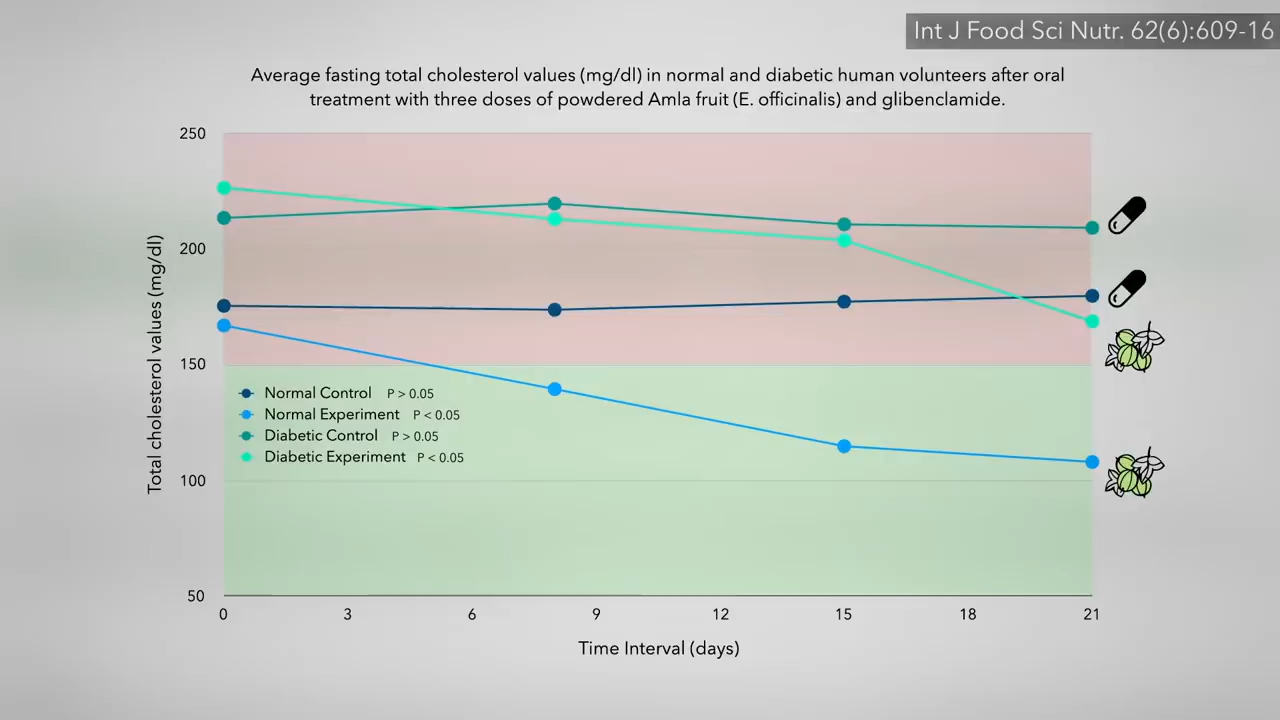 Int J Food Sci Nutr. 62(6):609-16
Average fasting total cholesterol values (mg/dl) in normal and diabetic human volunteers after oral
treatment with three doses of powdered Amla fruit (E. officinalis) and glibenclamide.
Total cholesterol values (mg/dl)
250
200
150
100
50
Normal Control P > 0.05
Normal Experiment P < 0.05
Diabetic Control P > 0.05
Diabetic Experiment P < 0.05
0 3 6 9 12 15 18 21
Time Interval (days)